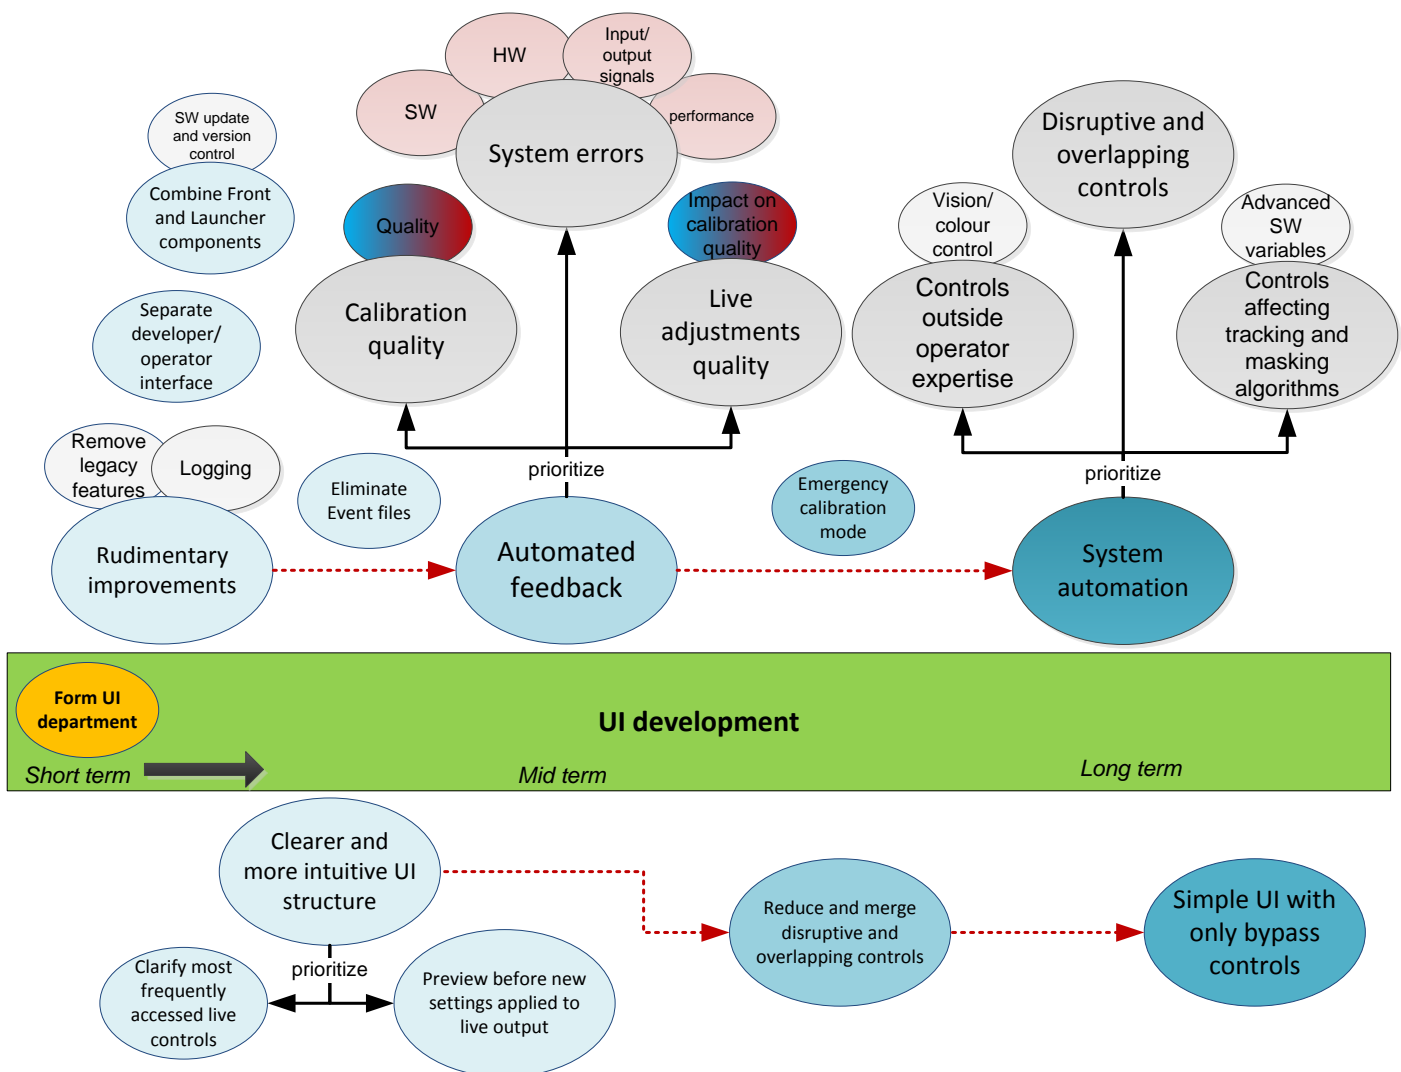 SW
HW
Input/
output
signals
performance
System errors
SW update
and version
control
Combine Front
and Launcher
components
Quality
Calibration
quality
Impact on
calibration
quality
Live
adjustments
quality
Disruptive and
overlapping
controls
Vision/
colour
control
Controls
outside
operator
expertise
Advanced
SW
variables
Controls
affecting
tracking and
masking
algorithms
Separate
developer/
operator
interface
Remove
legacy
features
Logging
Rudimentary
improvements
Eliminate
Event files
prioritize
Automated
feedback
Emergency
calibration
mode
prioritize
System
automation
Form UI
department
UI development
Short term
Mid term
Long term
Clearer and
more intuitive UI
structure
prioritize
Clarify most
frequently
accessed live
controls
Preview before new
settings applied to
live output
Reduce and merge
disruptive and
overlapping controls
Simple UI with
only bypass
controls